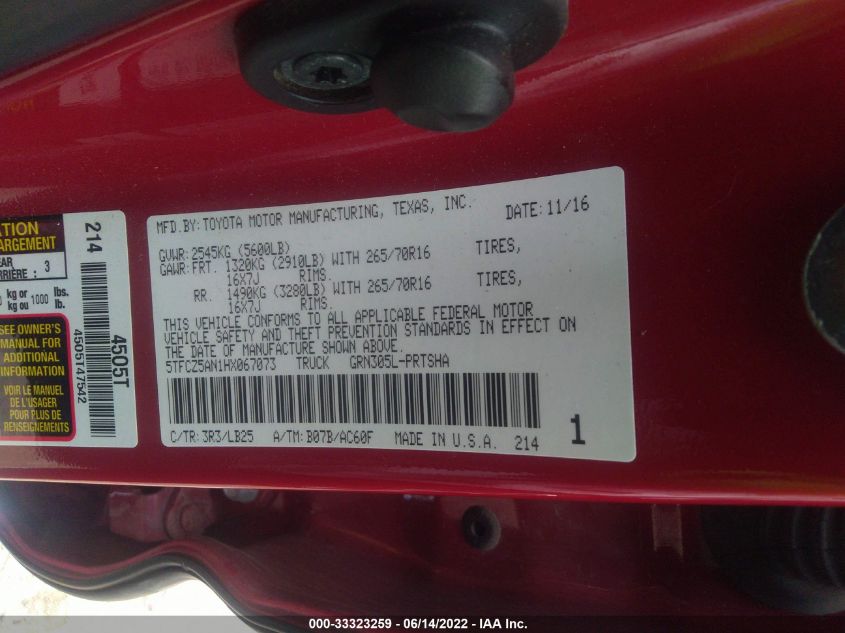 MFD.BY:TOYOTA MOTOR MANUFACTURING, TEXAS, INC. DATE:11/16
GVWR:2545KG (5600LB)
GAWR:FRT. 1320KG (2910LB) WITH 265/70R16 TIRES,
16X7J RIMS.
RR. 1490KG (3280LB) WITH 265/70R16 TIRES,
16X7J RIMS.
THIS VEHICLE CONFORMS TO ALL APPLICABLE FEDERAL MOTOR
VEHICLE SAFETY AND THEFT PREVENTION STANDARDS IN EFFECT ON
THE DATE OF MANUFACTURE SHOWN ABOVE.
5TFCZ5AN1HX067073 TRUCK GRN305L-PRTSHA
C/TR:3R3/LB25 A/TM:B07B/AC60F MADE IN U.S.A. 214
1
214
4505T
4505T47542
3
kg or 1000 lbs.
kg ou lb.
SEE OWNER'S
MANUAL FOR
ADDITIONAL
INFORMATION
VOIR LE MANUEL
DE L'USAGER
POUR PLUS DE
RENSEIGNEMENTS
000-33323259 - 06/14/2022 - IAA Inc.